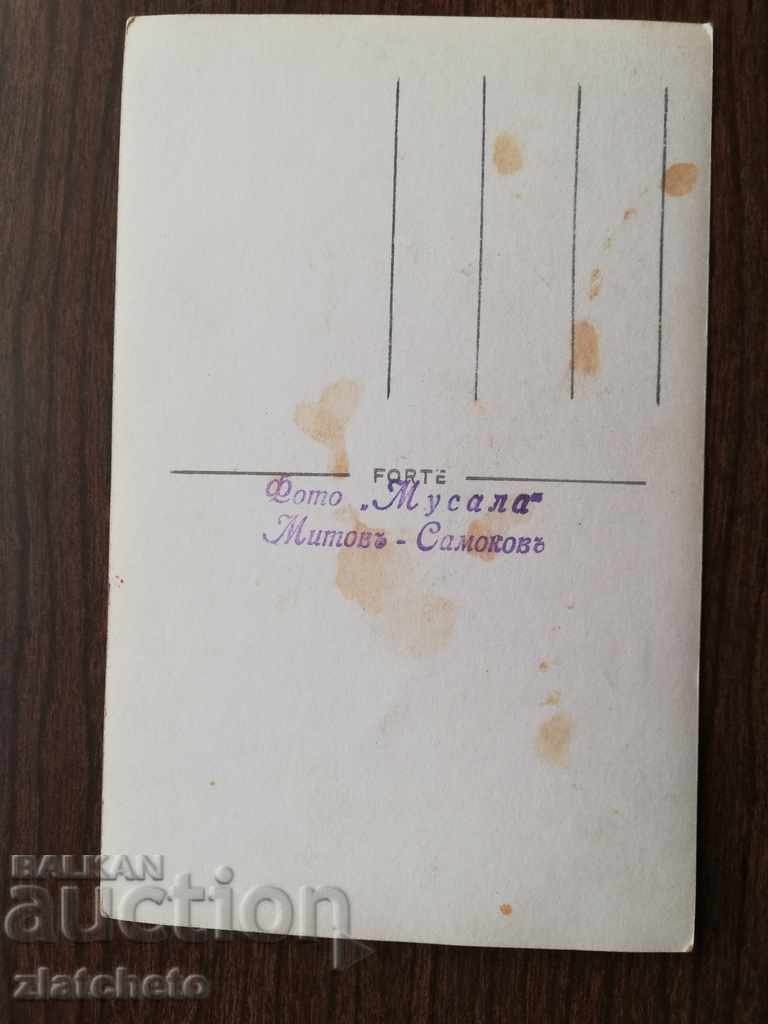 FORTE
Фото „Мусала“
Митовъ - Самоковъ
BALKAN
auction
zlatcheto